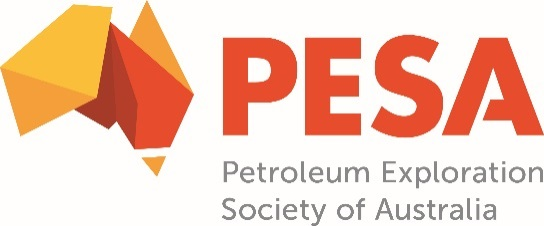 PESA
Petroleum Exploration
Society of Australia